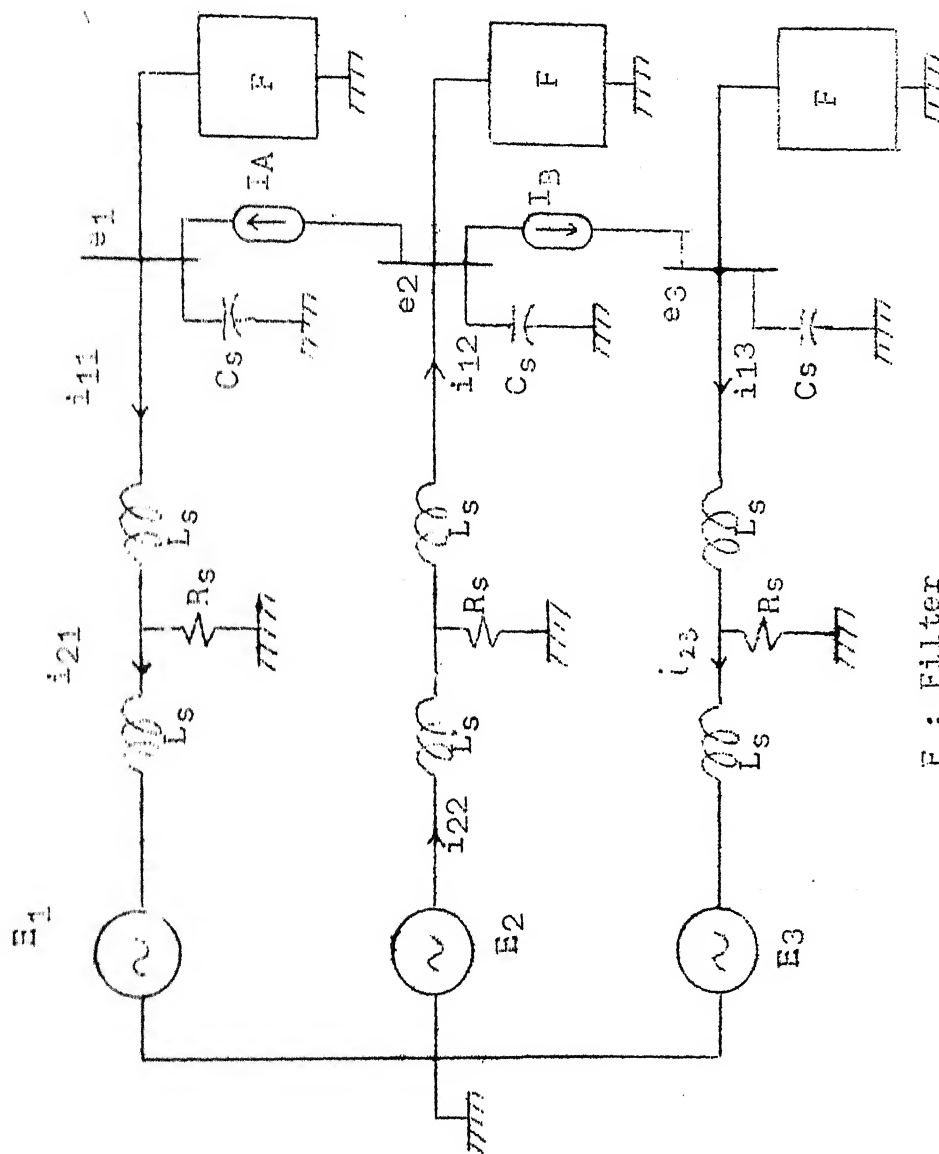 F
F
F
IA
e1
IB
e2
e3
Cs
Cs
Cs
i11
i12
i13
Ls
Ls
Ls
Rs
Rs
Rs
i21
i23
Ls
Ls
Ls
i22
E1
E2
E3
F : Filter